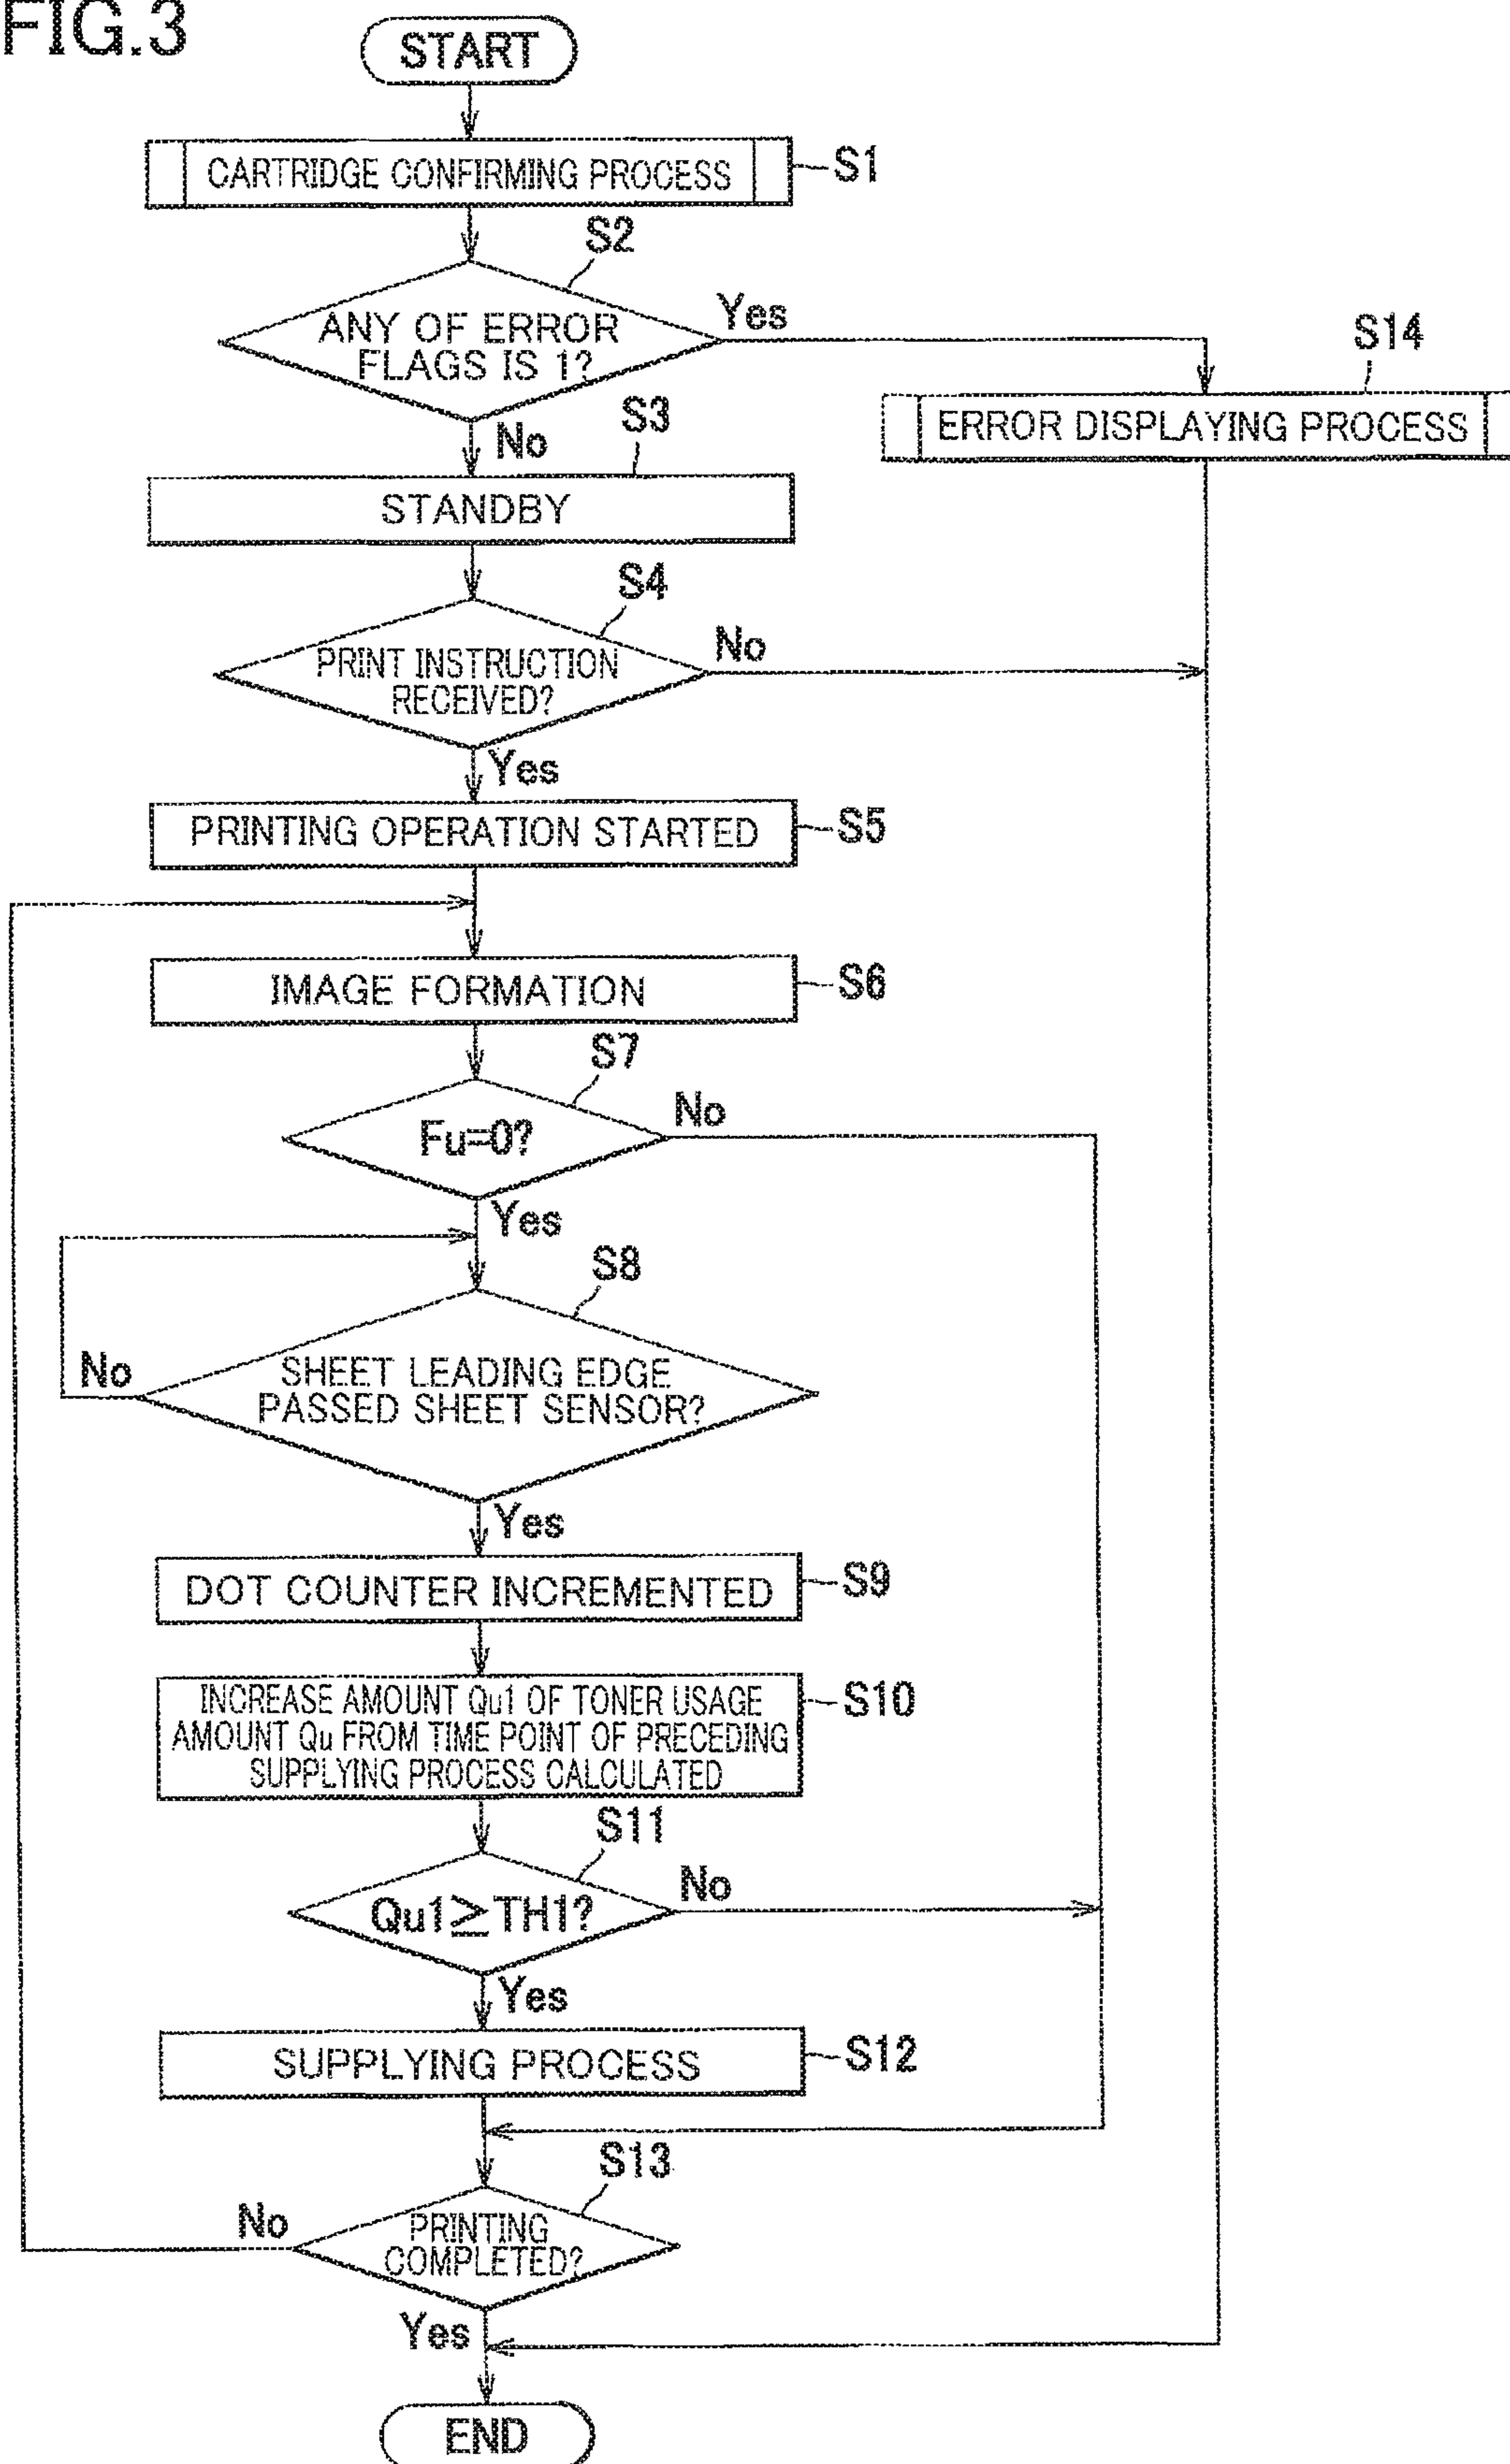 FIG.3
START
CARTRIDGE CONFIRMING PROCESS
S1
S2
ANY OF ERROR
FLAGS IS 1?
Yes
No
S14
ERROR DISPLAYING PROCESS
S3
STANDBY
S4
PRINT INSTRUCTION
RECEIVED?
No
Yes
PRINTING OPERATION STARTED
S5
IMAGE FORMATION
S6
S7
Fu=0?
No
Yes
S8
SHEET LEADING EDGE
PASSED SHEET SENSOR?
No
Yes
DOT COUNTER INCREMENTED
S9
INCREASE AMOUNT Qu1 OF TONER USAGE
AMOUNT Qu FROM TIME POINT OF PRECEDING
SUPPLYING PROCESS CALCULATED
S10
S11
Qu1≧TH1?
No
Yes
SUPPLYING PROCESS
S12
S13
PRINTING
COMPLETED?
No
Yes
END